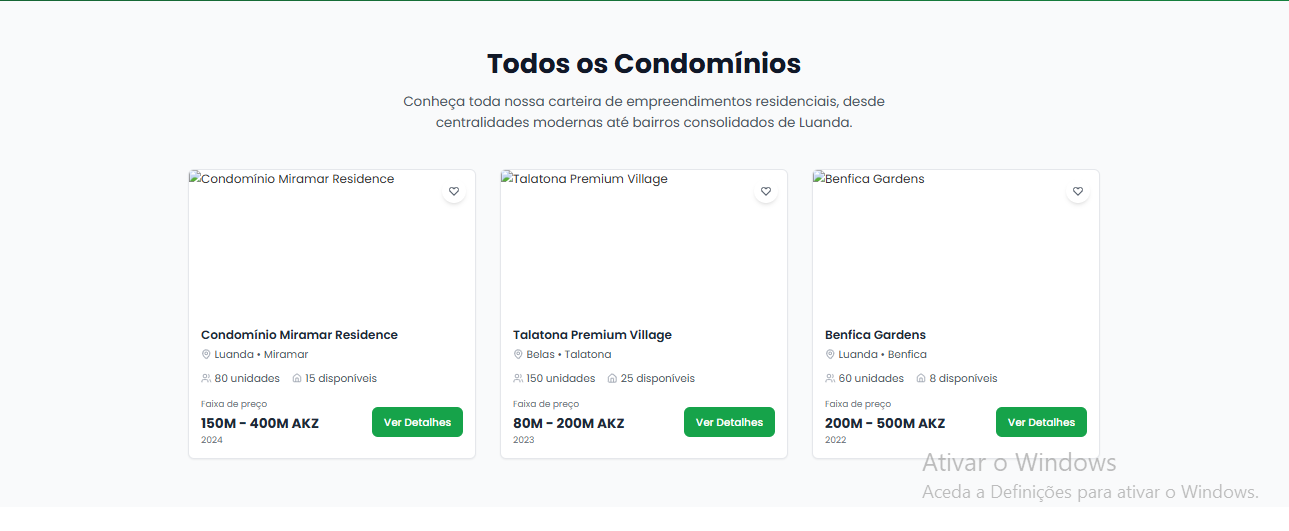 Todos os Condomínios
Conheça toda nossa carteira de empreendimentos residenciais, desde
centralidades modernas até bairros consolidados de Luanda.
Condomínio Miramar Residence
Talatona Premium Village
Benfica Gardens
Condomínio Miramar Residence
Luanda • Miramar
80 unidades 15 disponíveis
Faixa de preço
150M - 400M AKZ
2024
Ver Detalhes
Talatona Premium Village
Belas • Talatona
150 unidades 25 disponíveis
Faixa de preço
80M - 200M AKZ
2023
Ver Detalhes
Benfica Gardens
Luanda • Benfica
60 unidades 8 disponíveis
Faixa de preço
200M - 500M AKZ
2022
Ver Detalhes
Ativar o Windows
Aceda a Definições para ativar o Windows.